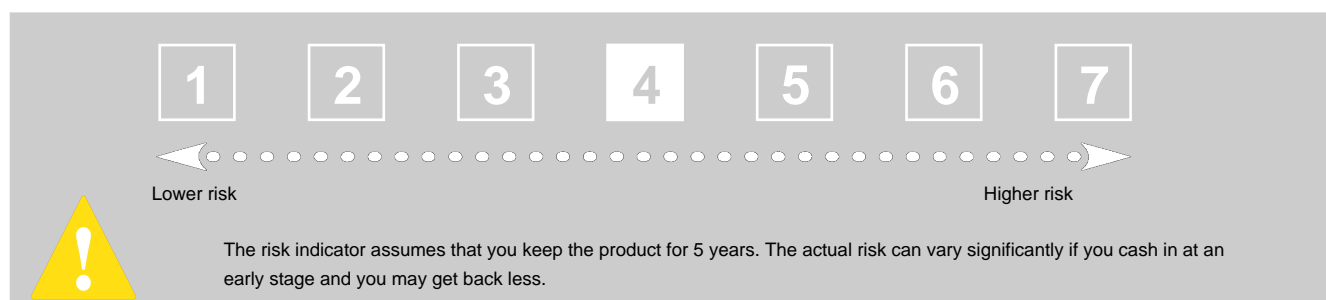 1 2 3 4 5 6 7
Lower risk Higher risk
!
The risk indicator assumes that you keep the product for 5 years. The actual risk can vary significantly if you cash in at an
early stage and you may get back less.